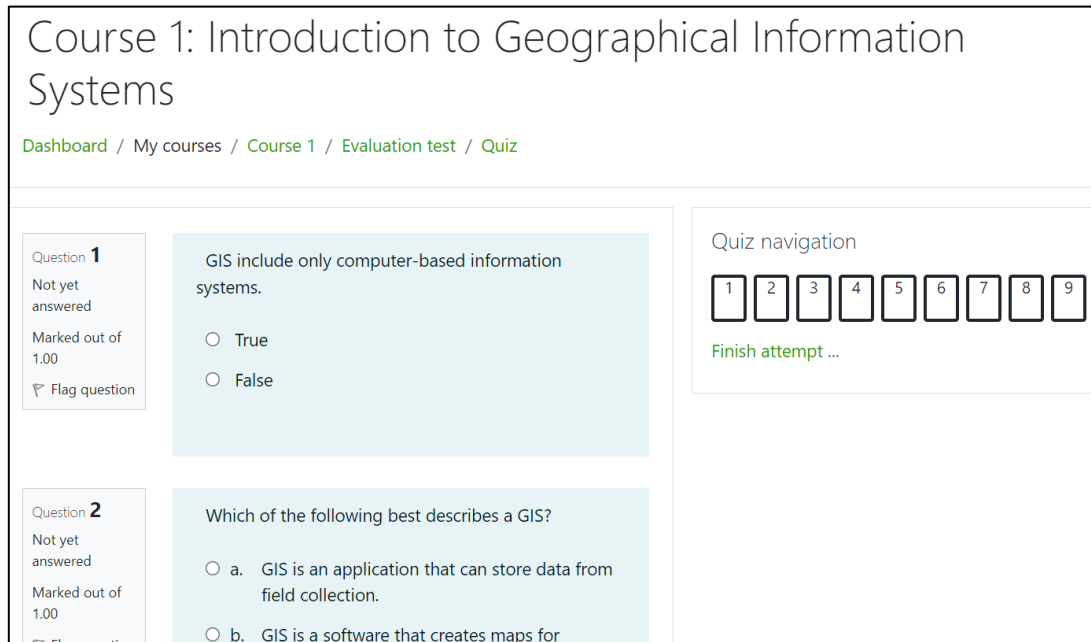 Course 1: Introduction to Geographical Information
Systems
Dashboard / My courses / Course 1 / Evaluation test / Quiz
Question 1
Not yet
answered
Marked out of
1.00
Flag question
GIS include only computer-based information
systems.
True
False
Quiz navigation
1 2 3 4 5 6 7 8 9
Finish attempt ...
Question 2
Not yet
answered
Marked out of
1.00
Which of the following best describes a GIS?
a. GIS is an application that can store data from
field collection.
b. GIS is a software that creates maps for